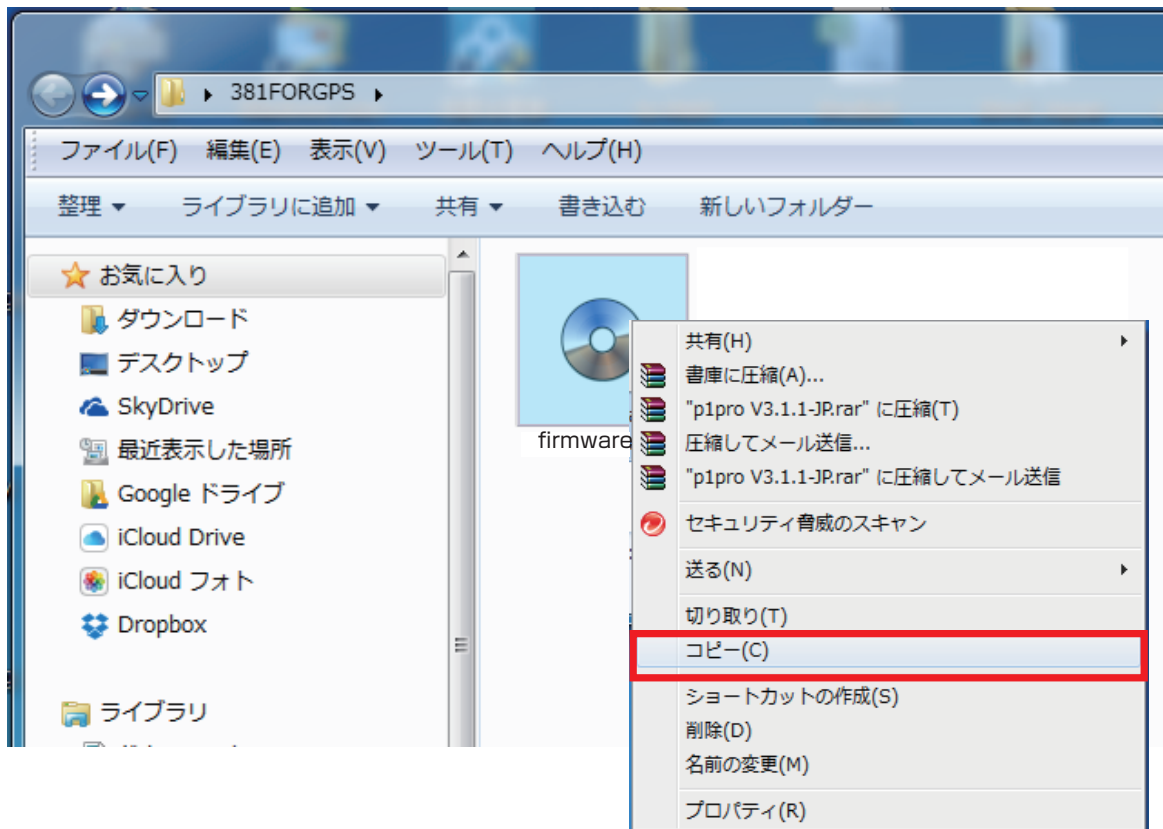 381FORGPS
ファイル(F) 編集(E) 表示(V) ツール(T) ヘルプ(H)
整理 ライブラリに追加 共有 書き込む 新しいフォルダー
お気に入り
ダウンロード
デスクトップ
SkyDrive
最近表示した場所
Google ドライブ
iCloud Drive
iCloud フォト
Dropbox
ライブラリ
firmware
共有(H)
書庫に圧縮(A)...
"p1pro V3.1.1-JP.rar" に圧縮(T)
圧縮してメール送信...
"p1pro V3.1.1-JP.rar" に圧縮してメール送信
セキュリティ脅威のスキャン
送る(N)
切り取り(T)
コピー(C)
ショートカットの作成(S)
削除(D)
名前の変更(M)
プロパティ(R)